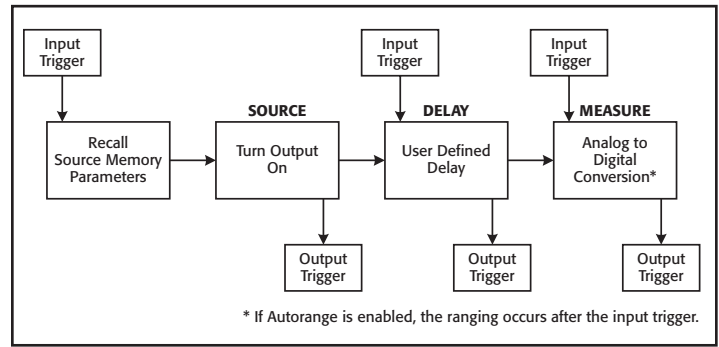 Input
Trigger
Input
Trigger
Input
Trigger
SOURCE
DELAY
MEASURE
Recall
Source Memory
Parameters
Turn Output
On
User Defined
Delay
Analog to
Digital
Conversion*
Output
Trigger
Output
Trigger
Output
Trigger
* If Autorange is enabled, the ranging occurs after the input trigger.